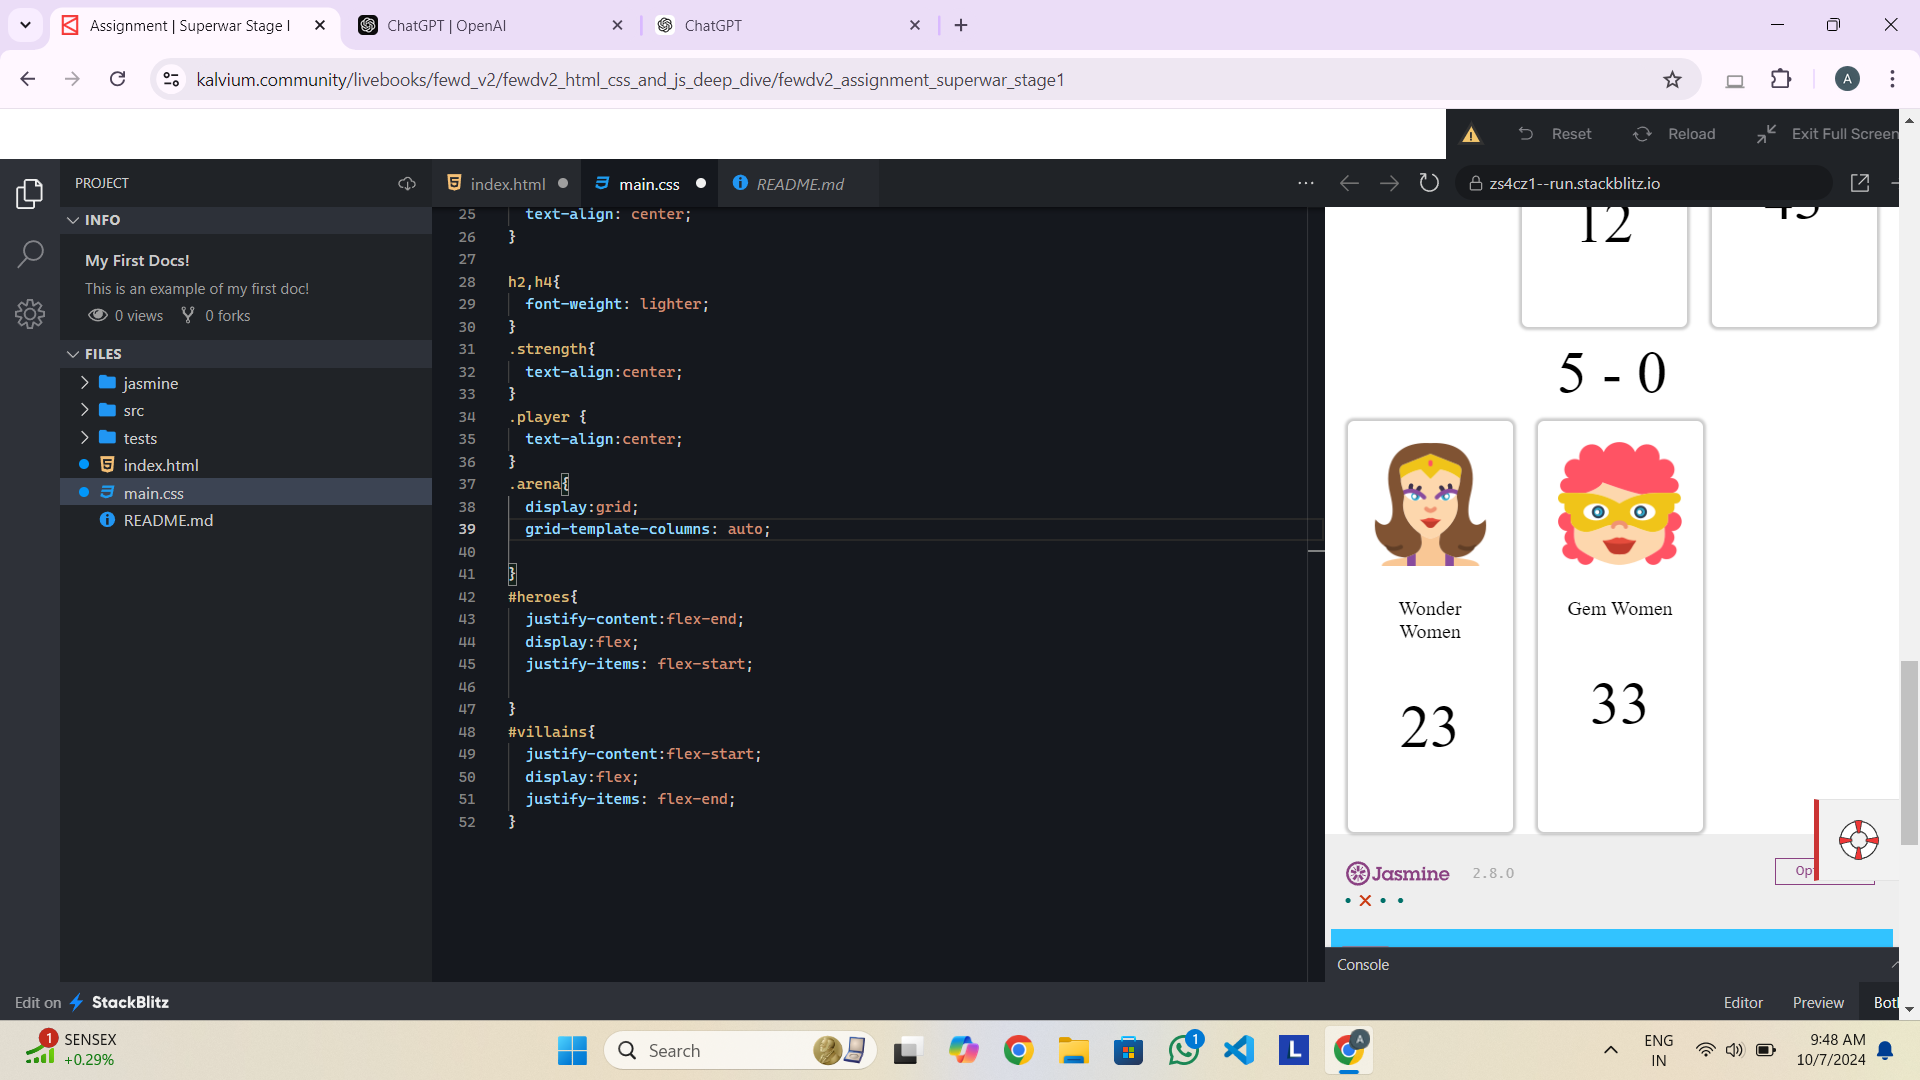 Assignment | Superwar Stage I
ChatGPT | OpenAI
ChatGPT
kalvium.community/livebooks/fewd_v2/fewdv2_html_css_and_js_deep_dive/fewdv2_assignment_superwar_stage1
A
Reset
Reload
Exit Full Screen
PROJECT
index.html
main.css
README.md
zs4cz1--run.stackblitz.io
INFO
My First Docs!
This is an example of my first doc!
0 views
0 forks
FILES
jasmine
src
tests
index.html
main.css
README.md
25 text-align: center;
26 }
27
28 h2,h4{
29 font-weight: lighter;
30 }
31 .strength{
32 text-align:center;
33 }
34 .player {
35 text-align:center;
36 }
37 .arena{
38 display:grid;
39 grid-template-columns: auto;
40
41 }
42 #heroes{
43 justify-content:flex-end;
44 display:flex;
45 justify-items: flex-start;
46
47 }
48 #villains{
49 justify-content:flex-start;
50 display:flex;
51 justify-items: flex-end;
52 }
12
5 - 0
Wonder
Women
Gem Women
23
33
Jasmine 2.8.0
Console
Edit on StackBlitz
Editor
Preview
1
SENSEX
+0.29%
Search
1
L
A
ENG
IN
9:48 AM
10/7/2024